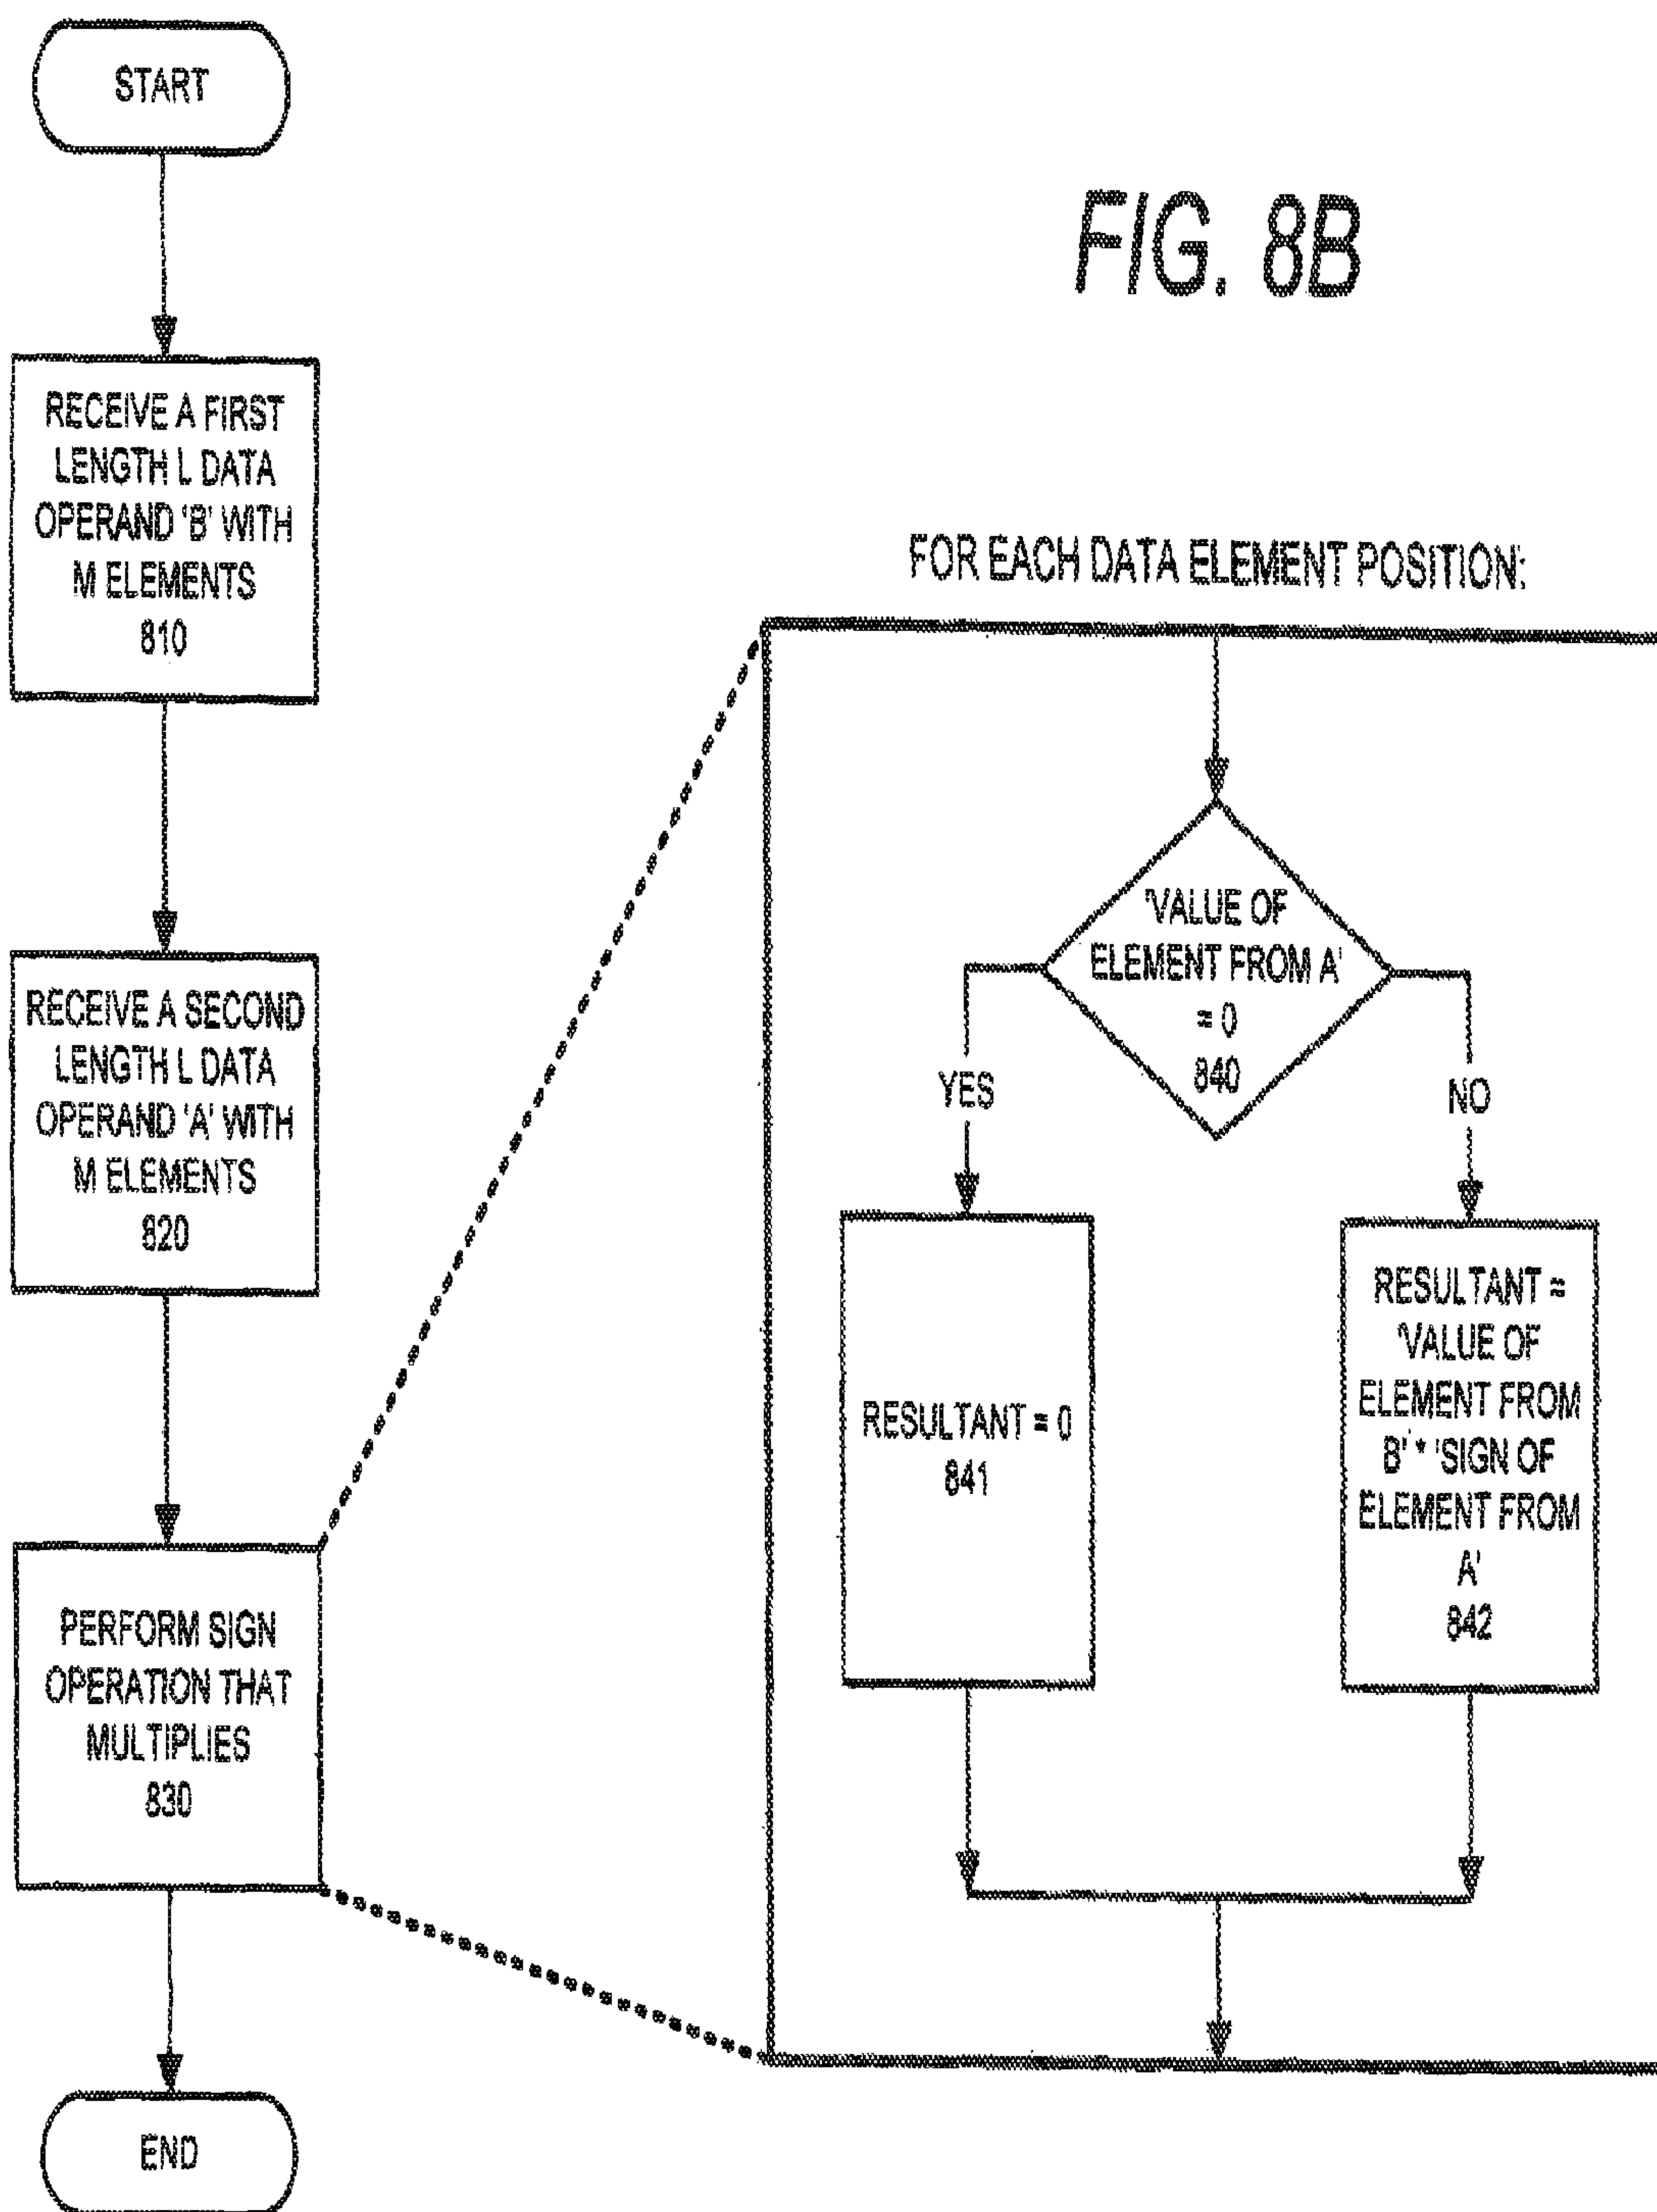 START
FIG. 8B
RECEIVE A FIRST
LENGTH L DATA
OPERAND 'B' WITH
M ELEMENTS
810
RECEIVE A SECOND
LENGTH L DATA
OPERAND 'A' WITH
M ELEMENTS
820
PERFORM SIGN
OPERATION THAT
MULTIPLIES
830
END
FOR EACH DATA ELEMENT POSITION:
'VALUE OF
ELEMENT FROM A'
= 0
840
YES
NO
RESULTANT = 0
841
RESULTANT =
'VALUE OF
ELEMENT FROM
B' * 'SIGN OF
ELEMENT FROM
A'
842